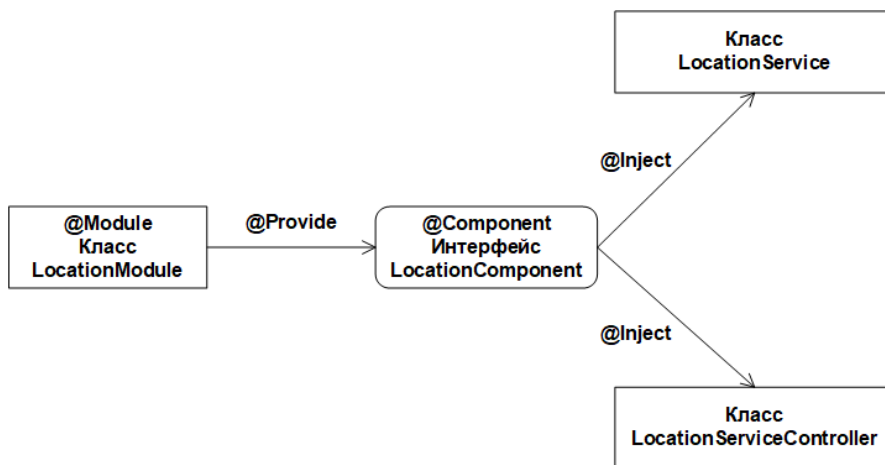 Класс
LocationService
@Inject
@Module
Класс
LocationModule
@Provide
@Component
Интерфейс
LocationComponent
@Inject
Класс
LocationServiceController